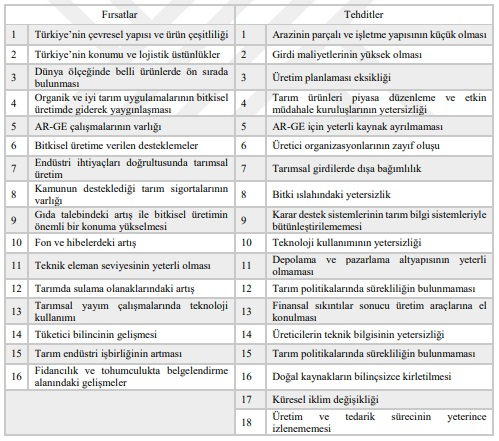 Fırsatlar Tehditler
1 Türkiye’nin çevresel yapısı ve ürün çeşitliliği 1 Arazinin parçalı ve işletme yapısının küçük olması
2 Türkiye’nin konumu ve lojistik üstünlükler 2 Girdi maliyetlerinin yüksek olması
3 Dünya ölçeğinde belli ürünlerde ön sırada
bulunması 3 Üretim planlaması eksikliği
4 Organik ve iyi tarım uygulamalarının bitkisel
üretimde giderek yaygınlaşması 4 Tarım ürünleri piyasa düzenleme ve etkin
müdahale kuruluşlarının yetersizliği
5 AR-GE çalışmalarının varlığı 5 AR-GE için yeterli kaynak ayrılmaması
6 Bitkisel üretime verilen desteklemeler 6 Üretici organizasyonlarının zayıf oluşu
7 Endüstri ihtiyaçları doğrultusunda tarımsal
üretim 7 Tarımsal girdilerde dışa bağımlılık
8 Kamunun desteklediği tarım sigortalarının
varlığı 8 Bitki ıslahındaki yetersizlik
9 Gıda talebindeki artış ile bitkisel üretimin
önemli bir konuma yükselmesi 9 Karar destek sistemlerinin tarım bilgi sistemleriyle
bütünleştirilememesi
10 Fon ve hibelerdeki artış 10 Teknoloji kullanımının yetersizliği
11 Teknik eleman seviyesinin yeterli olması 11 Depolama ve pazarlama altyapısının yeterli
olmaması
12 Tarımda sulama olanaklarındaki artış 12 Tarım politikalarında sürekliliğin bulunmaması
13 Tarımsal yayım çalışmalarında teknoloji
kullanımı 13 Finansal sıkıntılar sonucu üretim araçlarına el
konulması
14 Tüketici bilincinin gelişmesi 14 Üreticilerin teknik bilgisinin yetersizliği
15 Tarım endüstri işbirliğinin artması 15 Tarım politikalarında sürekliliğin bulunmaması
16 Fidancılık ve tohumculukta belgelendirme
alanındaki gelişmeler 16 Doğal kaynakların bilinçsizce kirletilmesi
17 Küresel iklim değişikliği
18 Üretim ve tedarik sürecinin yeterince
izlenememesi